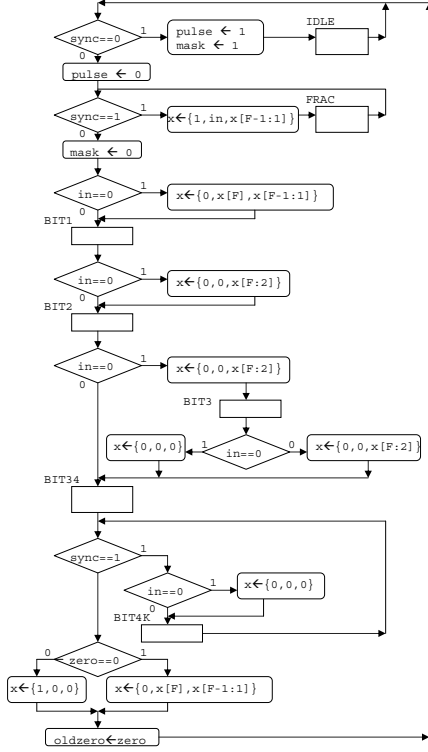 sync==0
1
0
pulse ← 1
mask ← 1
IDLE
pulse ← 0
sync==1
1
0
x←{1,in,x[F-1:1]}
FRAC
mask ← 0
in==0
1
0
x←{0,x[F],x[F-1:1]}
BIT1
in==0
1
0
x←{0,0,x[F:2]}
BIT2
in==0
1
0
x←{0,0,x[F:2]}
BIT3
x←{0,0,0}
1
in==0
0
x←{0,0,x[F:2]}
BIT34
sync==1
1
in==0
1
0
x←{0,0,0}
BIT4K
0
zero==0
1
x←{1,0,0}
x←{0,x[F],x[F-1:1]}
oldzero←zero